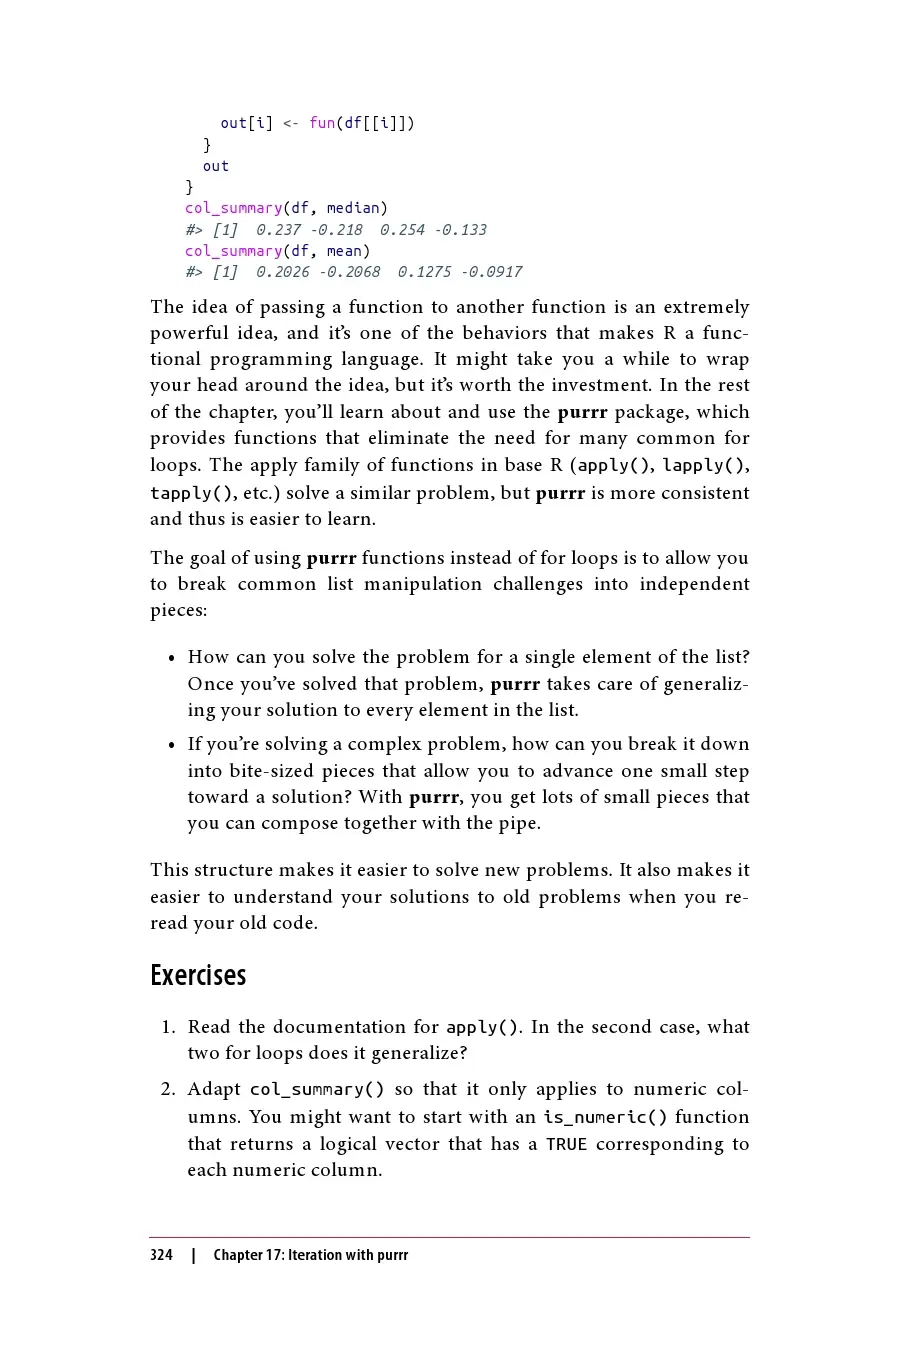 out[i] <- fun(df[[i]])
}
out
}
col_summary(df, median)
#> [1]  0.237 -0.218  0.254 -0.133
col_summary(df, mean)
#> [1]  0.2026 -0.2068  0.1275 -0.0917
The idea of passing a function to another function is an extremely
powerful idea, and it’s one of the behaviors that makes R a func-
tional programming language. It might take you a while to wrap
your head around the idea, but it’s worth the investment. In the rest
of the chapter, you’ll learn about and use the purrr package, which
provides functions that eliminate the need for many common for
loops. The apply family of functions in base R (apply(), lapply(),
tapply(), etc.) solve a similar problem, but purrr is more consistent
and thus is easier to learn.
The goal of using purrr functions instead of for loops is to allow you
to break common list manipulation challenges into independent
pieces:
• How can you solve the problem for a single element of the list?
Once you’ve solved that problem, purrr takes care of generaliz-
ing your solution to every element in the list.
• If you’re solving a complex problem, how can you break it down
into bite-sized pieces that allow you to advance one small step
toward a solution? With purrr, you get lots of small pieces that
you can compose together with the pipe.
This structure makes it easier to solve new problems. It also makes it
easier to understand your solutions to old problems when you re-
read your old code.
Exercises
1. Read the documentation for apply(). In the second case, what
two for loops does it generalize?
2. Adapt col_summary() so that it only applies to numeric col-
umns. You might want to start with an is_numeric() function
that returns a logical vector that has a TRUE corresponding to
each numeric column.
324 | Chapter 17: Iteration with purrr